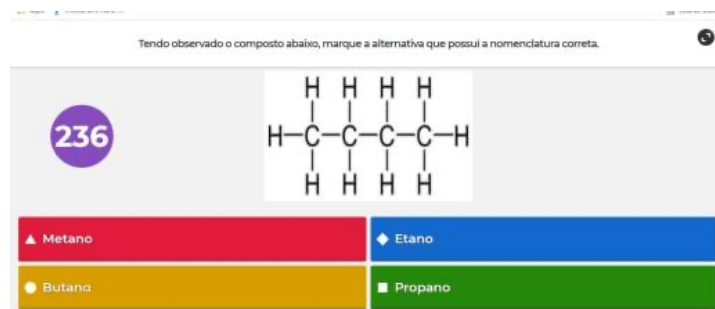 Tendo observado o composto abaixo, marque a alternativa que possui a nomenclatura correta.
236
H H H H
H-C-C-C-C-H
H H H H
Metano
Etano
Butano
Propano